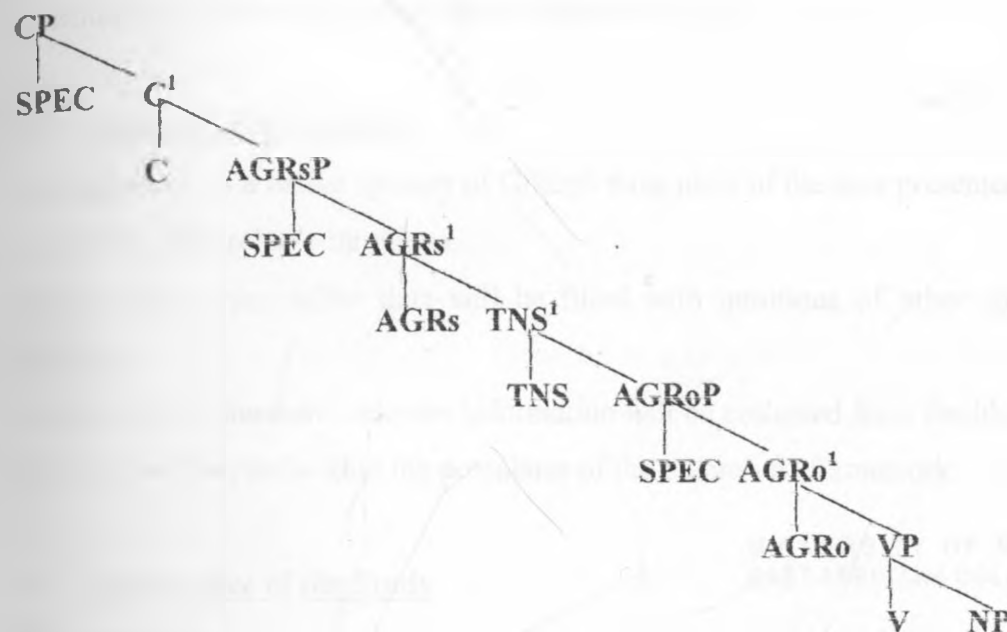 CP
SPEC C¹
C AGRsP
SPEC AGRs¹
AGRs TNS¹
TNS AGRoP
SPEC AGRo¹
AGRo VP
V NP